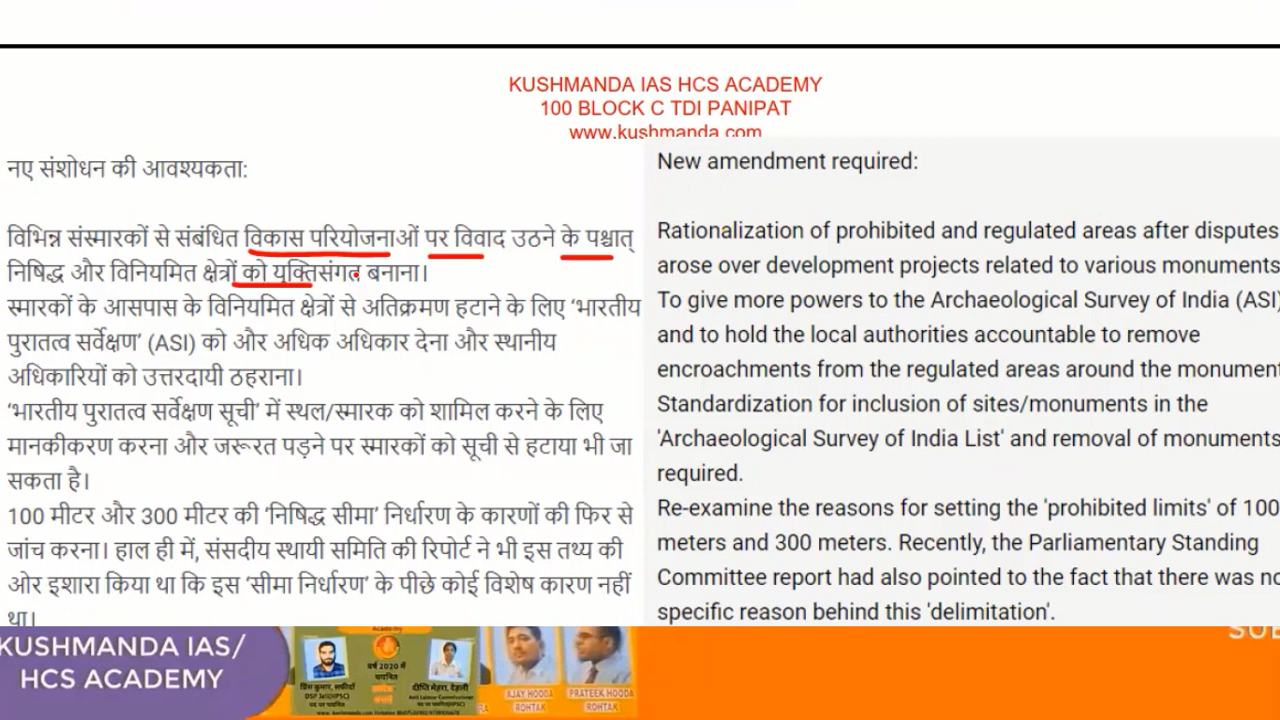 KUSHMANDA IAS HCS ACADEMY
100 BLOCK C TDI PANIPAT
www.kushmanda.com
नए संशोधन की आवश्यकता:
विभिन्न संस्मारकों से संबंधित विकास परियोजनाओं पर विवाद उठने के पश्चात्
निषिद्ध और विनियमित क्षेत्रों को युक्तिसंगत बनाना।
स्मारकों के आसपास के विनियमित क्षेत्रों से अतिक्रमण हटाने के लिए ‘भारतीय
पुरातत्व सर्वेक्षण’ (ASI) को और अधिक अधिकार देना और स्थानीय
अधिकारियों को उत्तरदायी ठहराना।
‘भारतीय पुरातत्व सर्वेक्षण सूची’ में स्थल/स्मारक को शामिल करने के लिए
मानकीकरण करना और जरूरत पड़ने पर स्मारकों को सूची से हटाया भी जा
सकता है।
100 मीटर और 300 मीटर की ‘निषिद्ध सीमा’ निर्धारण के कारणों की फिर से
जांच करना। हाल ही में, संसदीय स्थायी समिति की रिपोर्ट ने भी इस तथ्य की
ओर इशारा किया था कि इस ‘सीमा निर्धारण’ के पीछे कोई विशेष कारण नहीं
था।
New amendment required:
Rationalization of prohibited and regulated areas after disputes
arose over development projects related to various monuments
To give more powers to the Archaeological Survey of India (ASI)
and to hold the local authorities accountable to remove
encroachments from the regulated areas around the monument
Standardization for inclusion of sites/monuments in the
'Archaeological Survey of India List' and removal of monuments
required.
Re-examine the reasons for setting the 'prohibited limits' of 100
meters and 300 meters. Recently, the Parliamentary Standing
Committee report had also pointed to the fact that there was no
specific reason behind this 'delimitation'.
KUSHMANDA IAS/
HCS ACADEMY
Academy
वर्ष 2020 में
चयनित
AJAY HOODA
ROHTAK
PRATEEK HOODA
ROHTAK